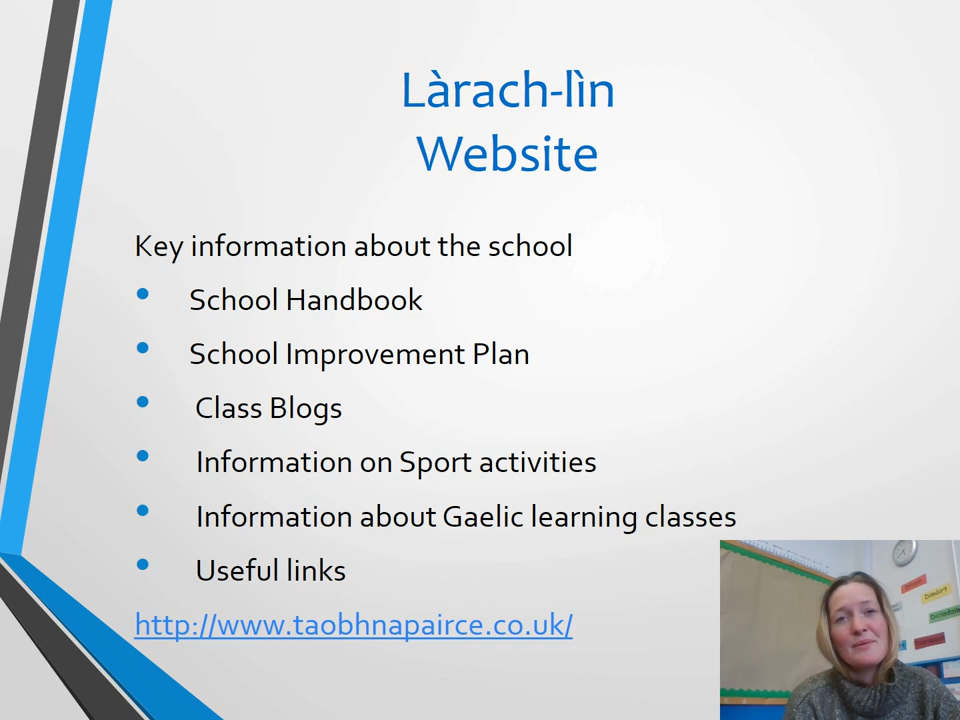 Làrach-lìn
Website
Key information about the school
• School Handbook
• School Improvement Plan
• Class Blogs
• Information on Sport activities
• Information about Gaelic learning classes
• Useful links
http://www.taobhnapairce.co.uk/